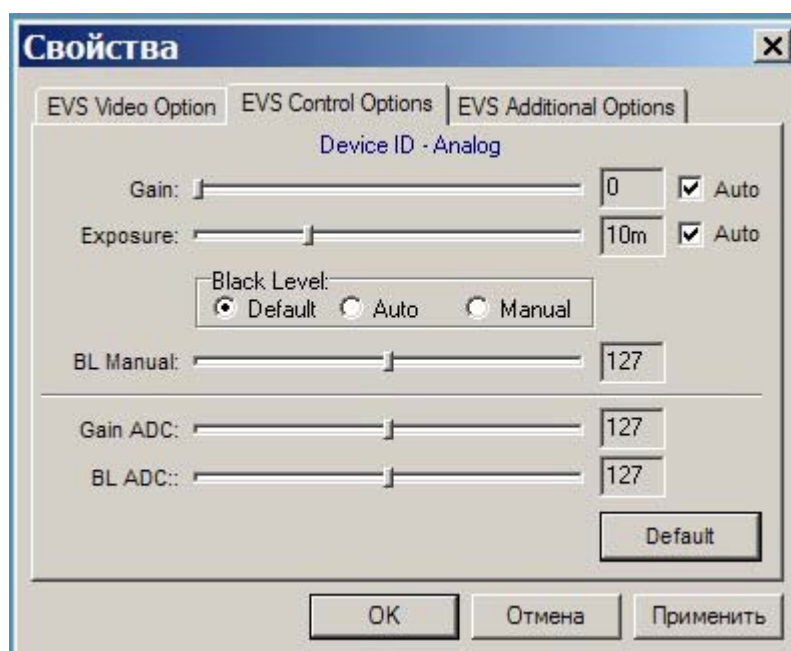 Свойства
EVS Video Option EVS Control Options EVS Additional Options
Device ID - Analog
Gain: 0 Auto
Exposure: 10m Auto
Black Level:
Default Auto Manual
BL Manual: 127
Gain ADC: 127
BL ADC:: 127
Default
OK Отмена Применить